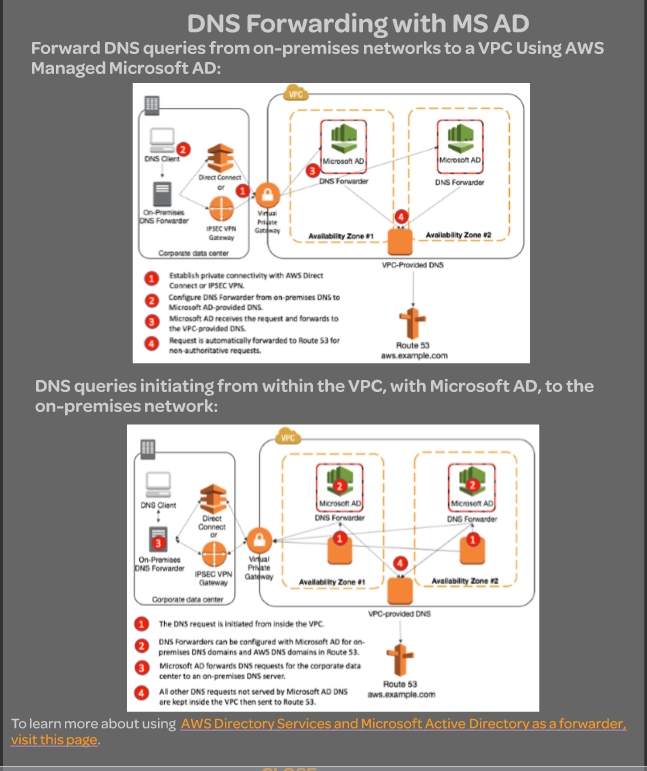 DNS Forwarding with MS AD
Forward DNS queries from on-premises networks to a VPC Using AWS
Managed Microsoft AD:
VPC
2
DNS Client
Direct Connect
or
3
Microsoft AD
DNS Forwarder
Microsoft AD
DNS Forwarder
1
On-Premises
DNS Forwarder
IPSEC VPN
Gateway
Virtual
Private
Gateway
4
Availability Zone #1
Availability Zone #2
Corporate data center
VPC-Provided DNS
1 Establish private connectivity with AWS Direct
Connect or IPSEC VPN.
2 Configure DNS Forwarder from on-premises DNS to
Microsoft AD-provided DNS.
3 Microsoft AD receives the request and forwards to
the VPC-provided DNS.
4 Request is automatically forwarded to Route 53 for
non-authoritative requests.
Route 53
aws.example.com
DNS queries initiating from within the VPC, with Microsoft AD, to the
on-premises network:
VPC
DNS Client
Direct
Connect
or
2
Microsoft AD
DNS Forwarder
2
Microsoft AD
DNS Forwarder
3
1
1
On-Premises
DNS Forwarder
IPSEC VPN
Gateway
Virtual
Private
Gateway
4
Availability Zone #1
Availability Zone #2
Corporate data center
VPC-provided DNS
1 The DNS request is initiated from inside the VPC.
2 DNS Forwarders can be configured with Microsoft AD for on-
premises DNS domains and AWS DNS domains in Route 53.
3 Microsoft AD forwards DNS requests for the corporate data
center to an on-premises DNS server.
4 All other DNS requests not served by Microsoft AD DNS
are kept inside the VPC then sent to Route 53.
Route 53
aws.example.com
To learn more about using AWS Directory Services and Microsoft Active Directory as a forwarder,
visit this page.